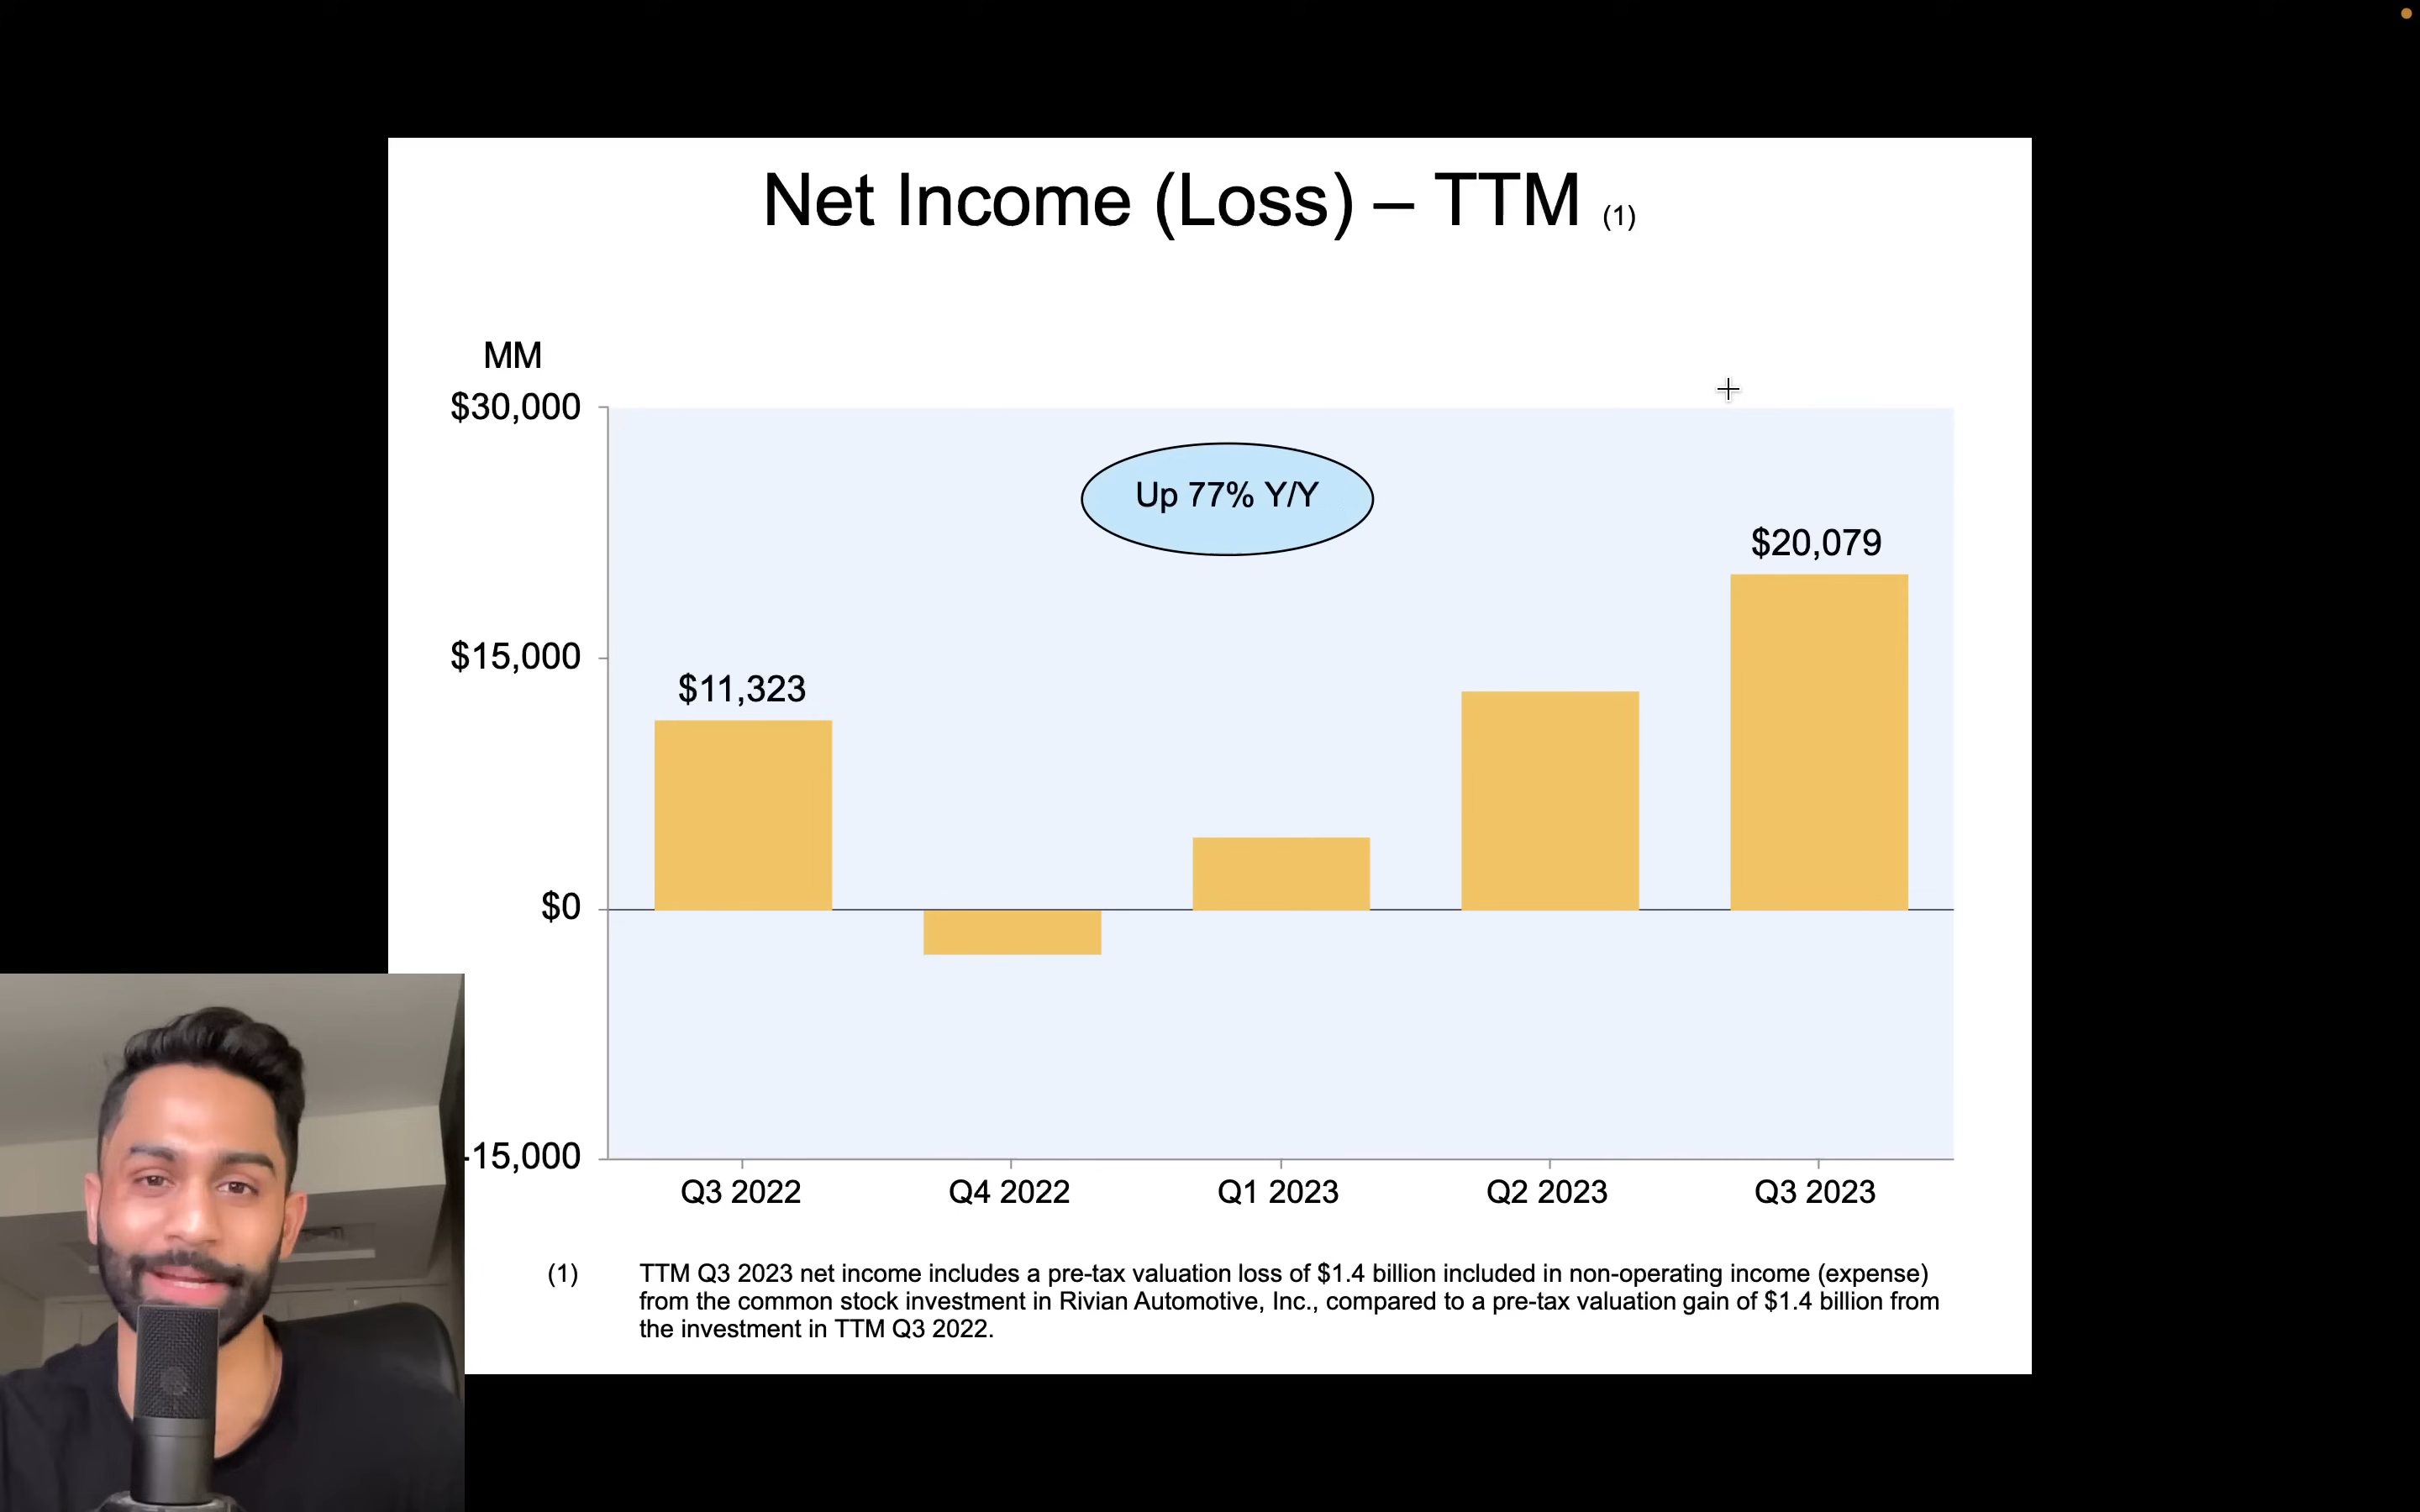 Net Income (Loss) – TTM (1)
MM
$30,000
Up 77% Y/Y
$20,079
$15,000
$11,323
$0
-15,000
Q3 2022 Q4 2022 Q1 2023 Q2 2023 Q3 2023
(1) TTM Q3 2023 net income includes a pre-tax valuation loss of $1.4 billion included in non-operating income (expense)
from the common stock investment in Rivian Automotive, Inc., compared to a pre-tax valuation gain of $1.4 billion from
the investment in TTM Q3 2022.